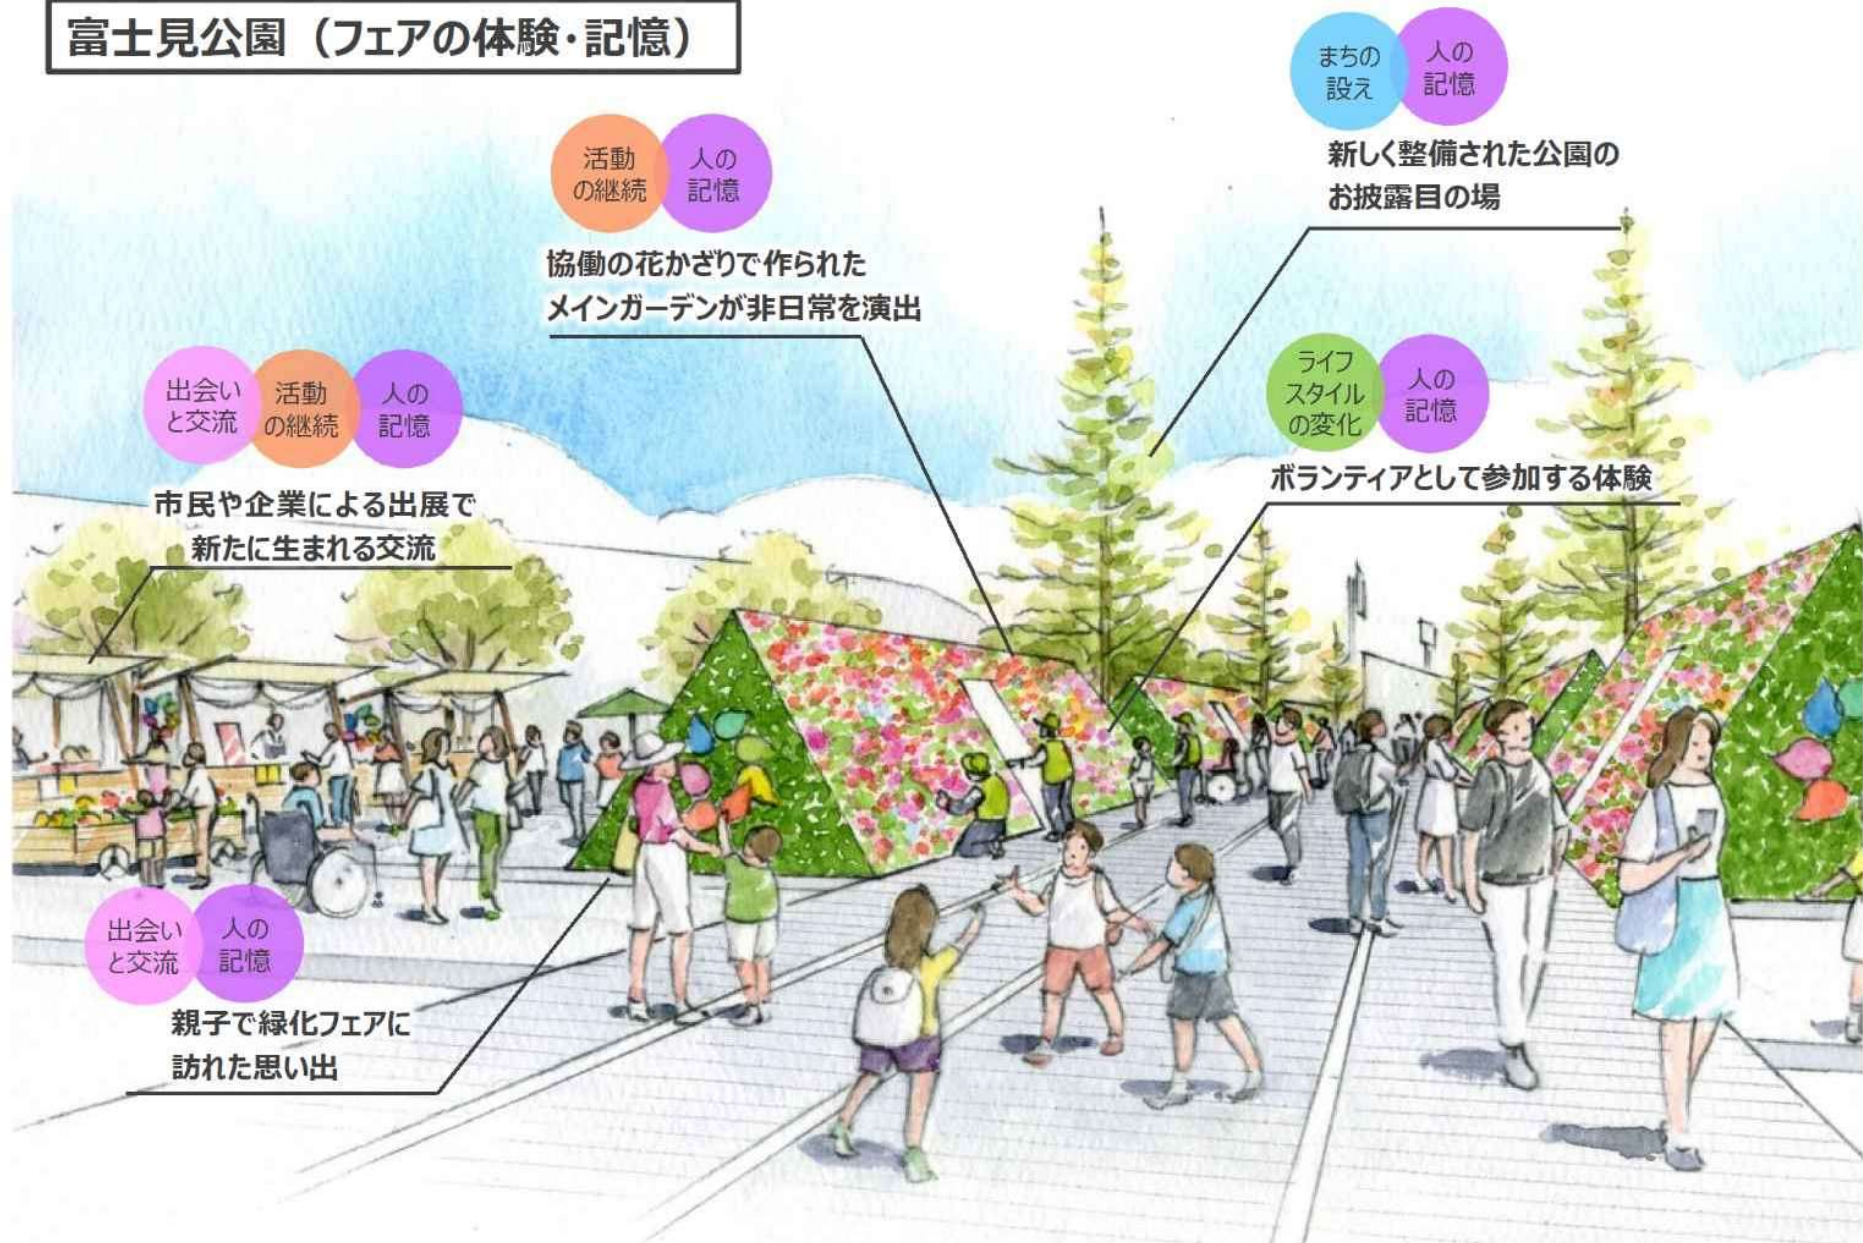 富士見公園（フェアの体験・記憶）
まちの
設え
人の
記憶
新しく整備された公園の
お披露目の場
活動
の継続
人の
記憶
協働の花かざりで作られた
メインガーデンが非日常を演出
ライフ
スタイル
の変化
人の
記憶
ボランティアとして参加する体験
出会い
と交流
活動
の継続
人の
記憶
市民や企業による出展で
新たに生まれる交流
出会い
と交流
人の
記憶
親子で緑化フェアに
訪れた思い出